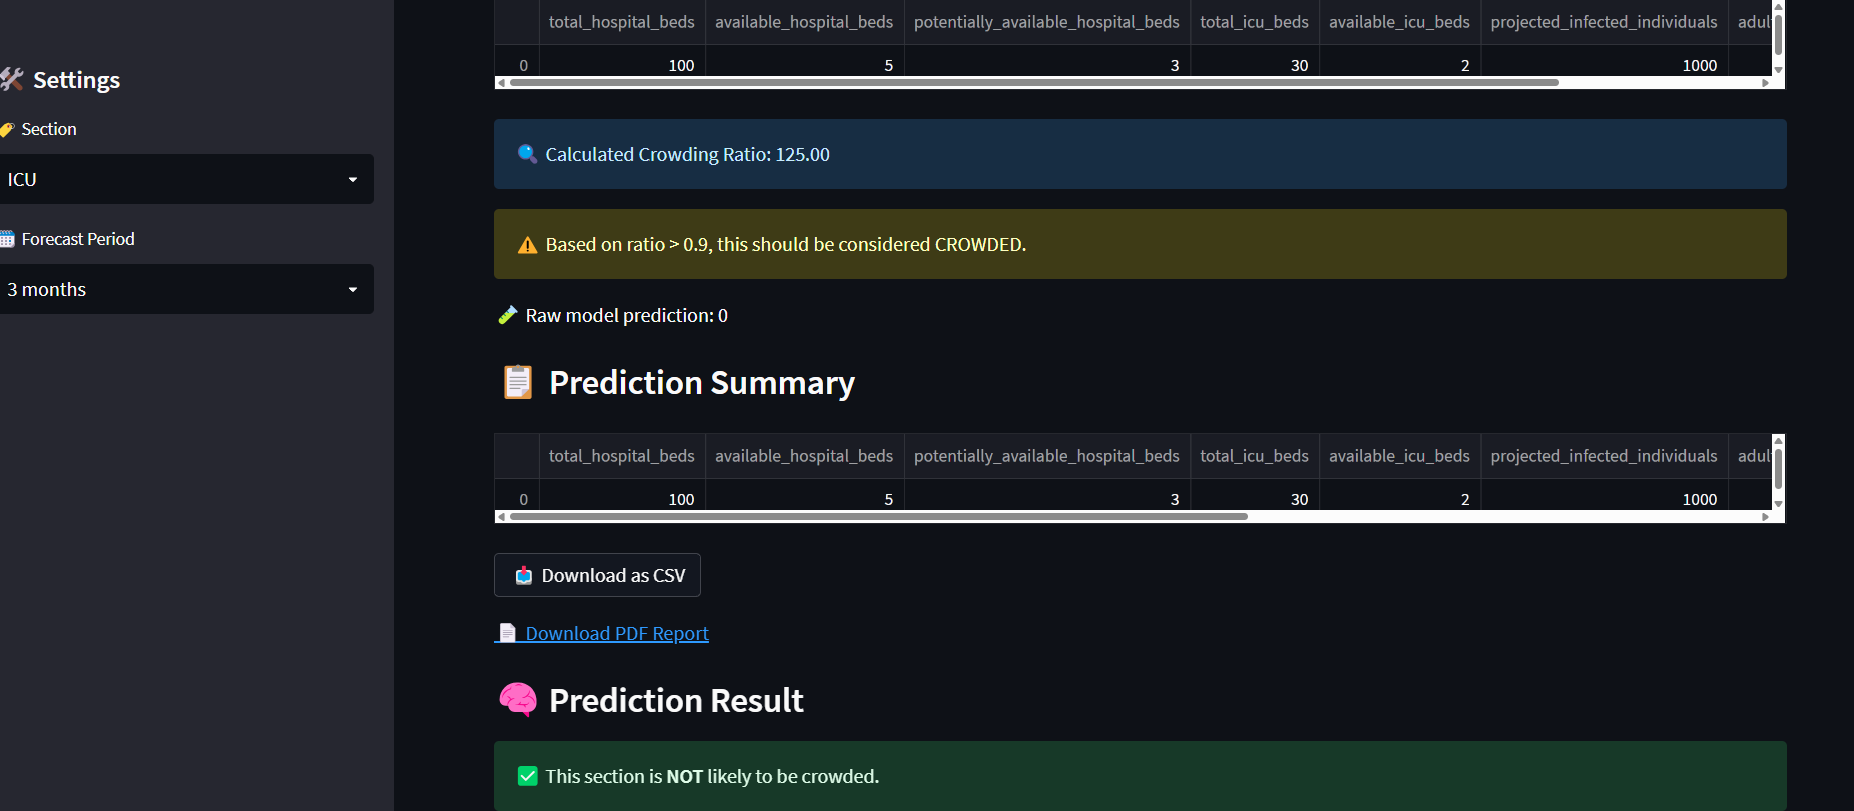 Settings
Section
ICU
Forecast Period
3 months
total_hospital_beds available_hospital_beds potentially_available_hospital_beds total_icu_beds available_icu_beds projected_infected_individuals adul
0 100 5 3 30 2 1000
Calculated Crowding Ratio: 125.00
Based on ratio > 0.9, this should be considered CROWDED.
Raw model prediction: 0
Prediction Summary
total_hospital_beds available_hospital_beds potentially_available_hospital_beds total_icu_beds available_icu_beds projected_infected_individuals adul
0 100 5 3 30 2 1000
Download as CSV
Download PDF Report
Prediction Result
This section is NOT likely to be crowded.